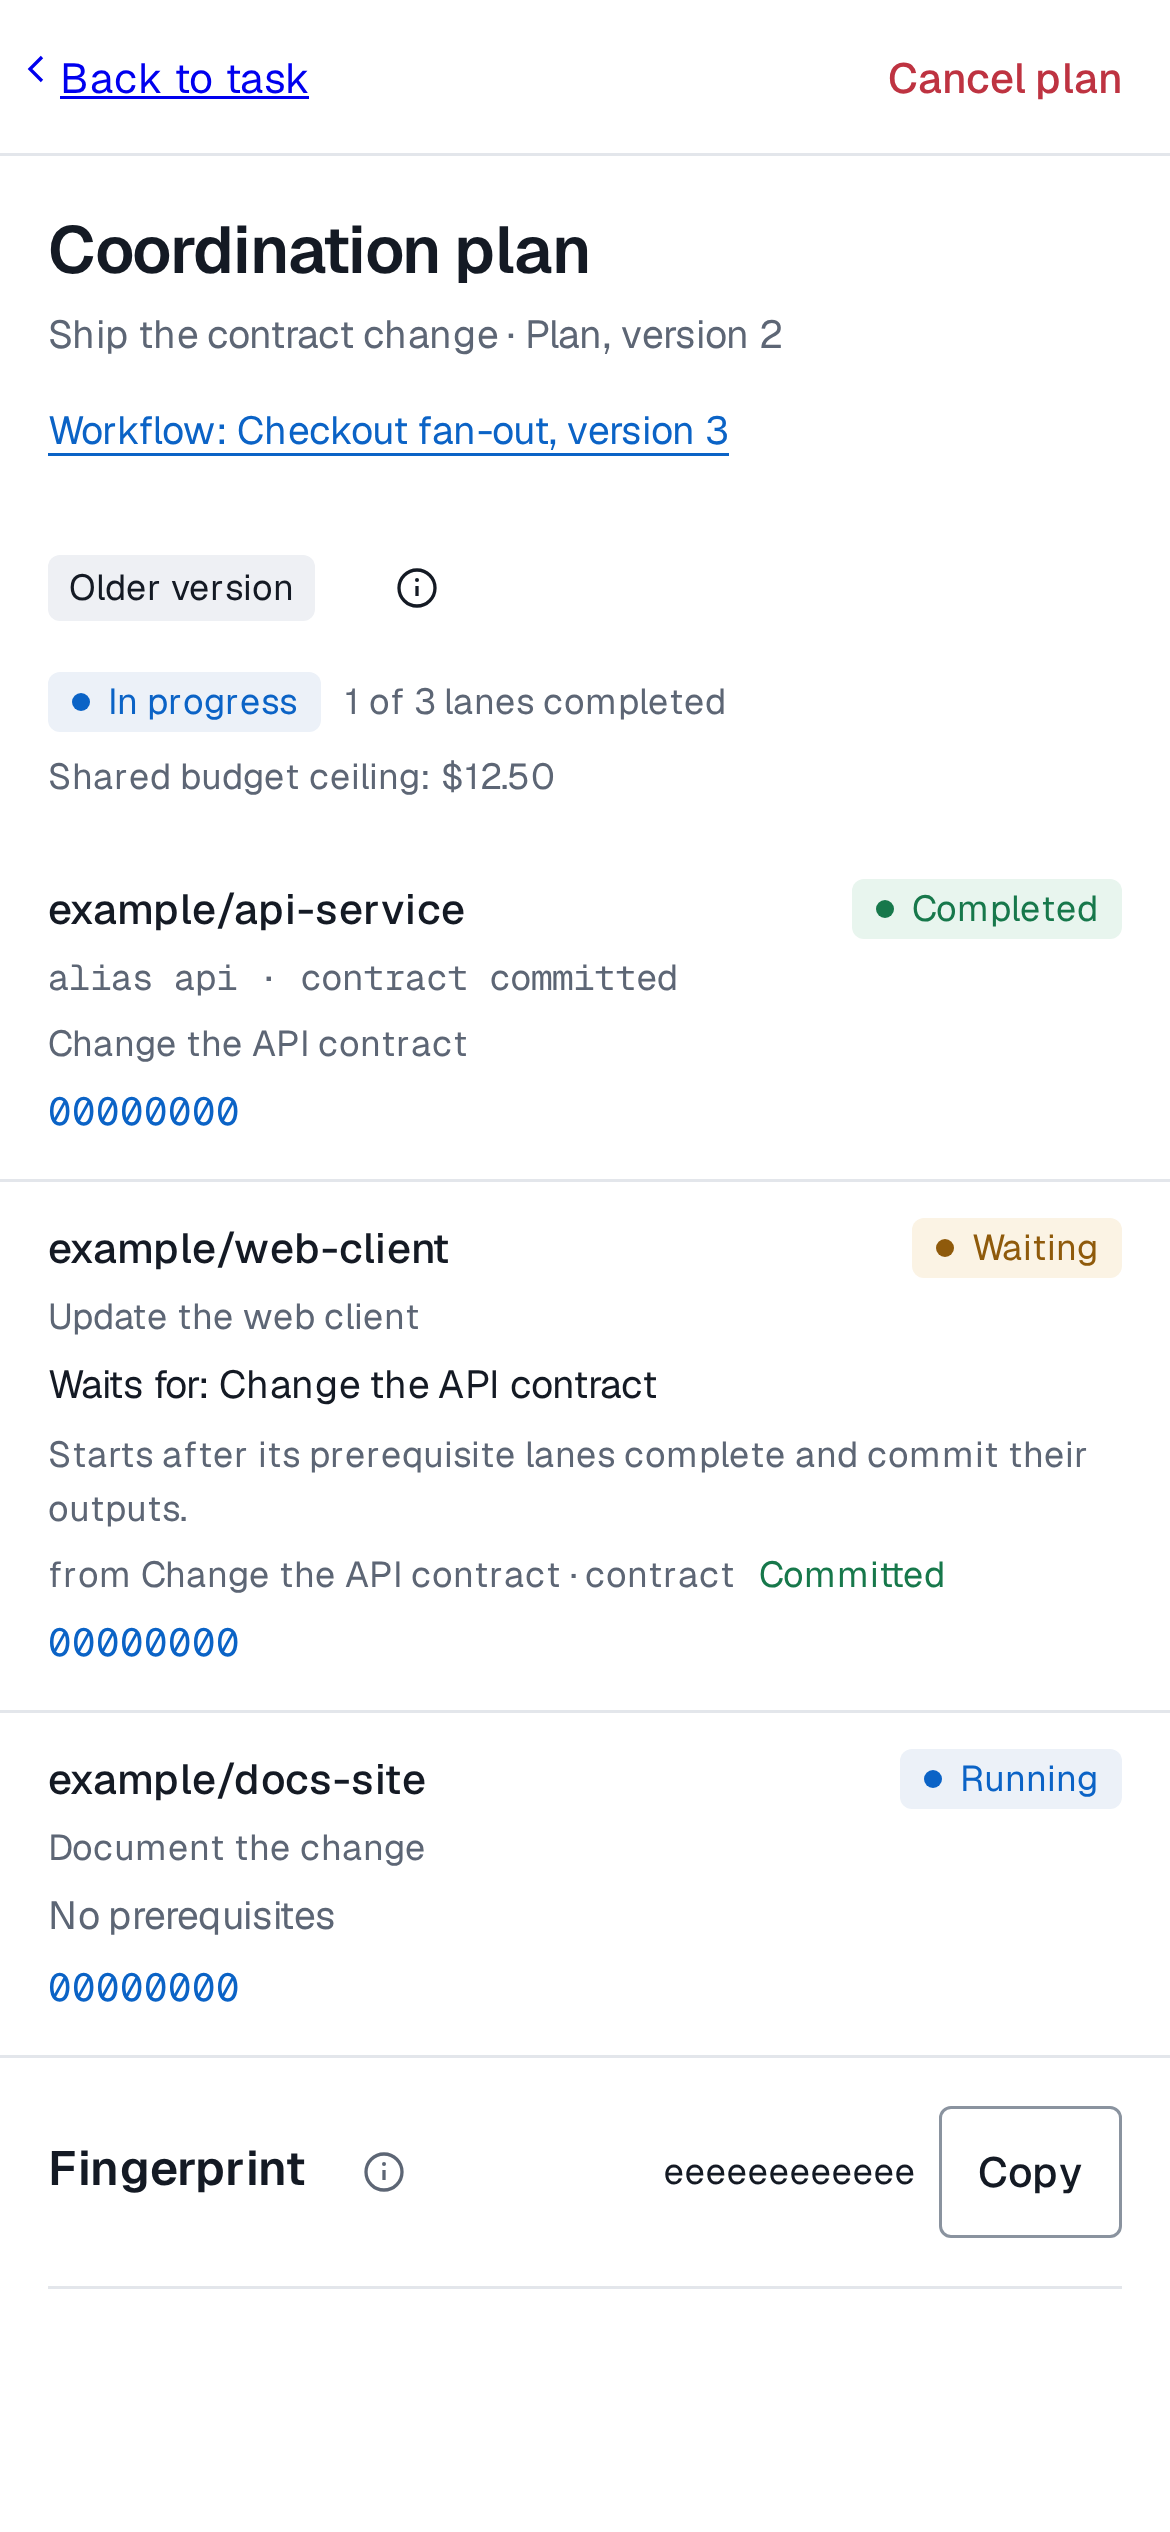 Back to task
Cancel plan
Coordination plan
Ship the contract change · Plan, version 2
Workflow: Checkout fan-out, version 3
Older version
In progress
1 of 3 lanes completed
Shared budget ceiling: $12.50
example/api-service
Completed
alias api · contract committed
Change the API contract
00000000
example/web-client
Waiting
Update the web client
Waits for: Change the API contract
Starts after its prerequisite lanes complete and commit their
outputs.
from Change the API contract · contract Committed
00000000
example/docs-site
Running
Document the change
No prerequisites
00000000
Fingerprint
eeeeeeeeeeee
Copy